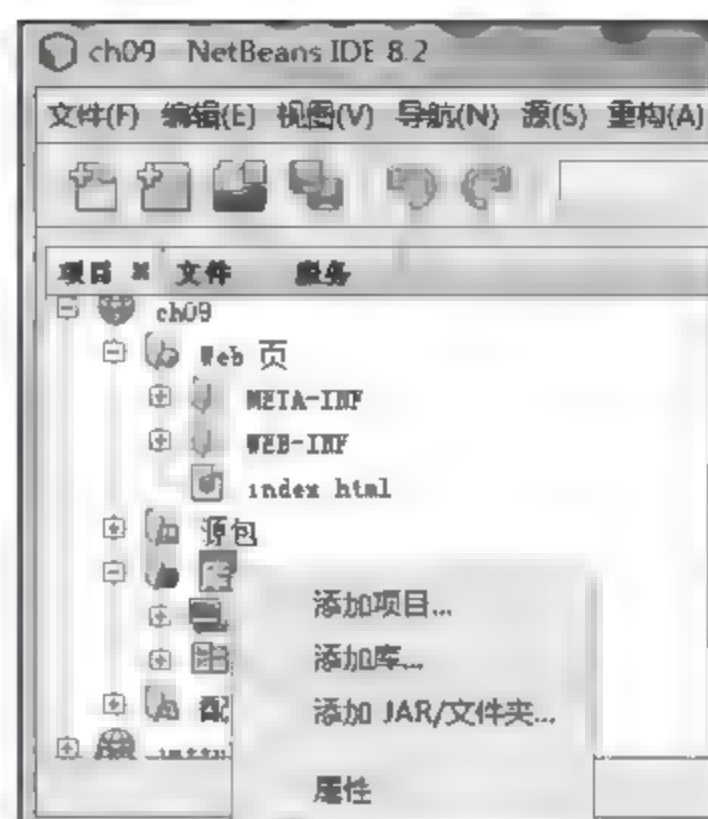 ch09 - NetBeans IDE 8.2
文件(F) 编辑(E) 视图(V) 导航(N) 源(S) 重构(A)
项目 文件 服务
ch09
Web 页
META-INF
WEB-INF
index html
源包
库
添加项目...
添加库...
配
添加 JAR/文件夹...
属性